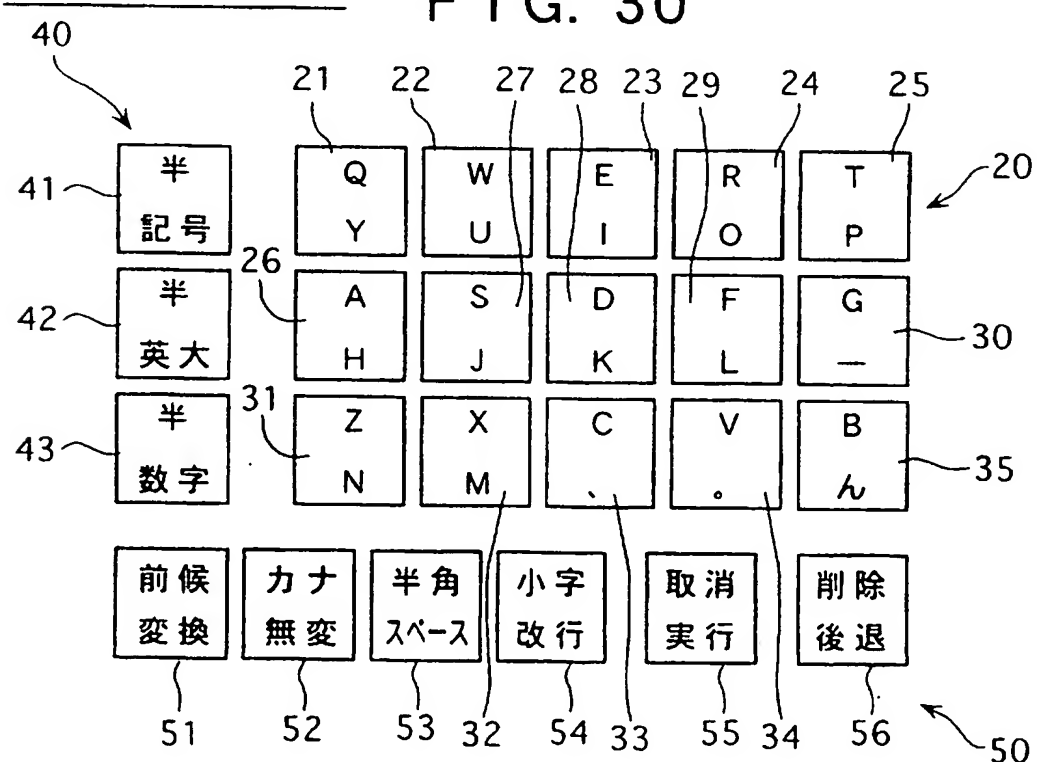 FIG. 30
40
21 22 27 28 23 29 24 25
20
41 半 Q W E R T
記号 Y U I O P
26
42 半 A S D F G
英大 H J K L ー 30
31
43 半 Z X C V B
数字 N M 、 。 ん 35
前候 カナ 半角 小字 取消 削除
変換 無変 スペース 改行 実行 後退
51 52 53 32 54 33 55 34 56
50